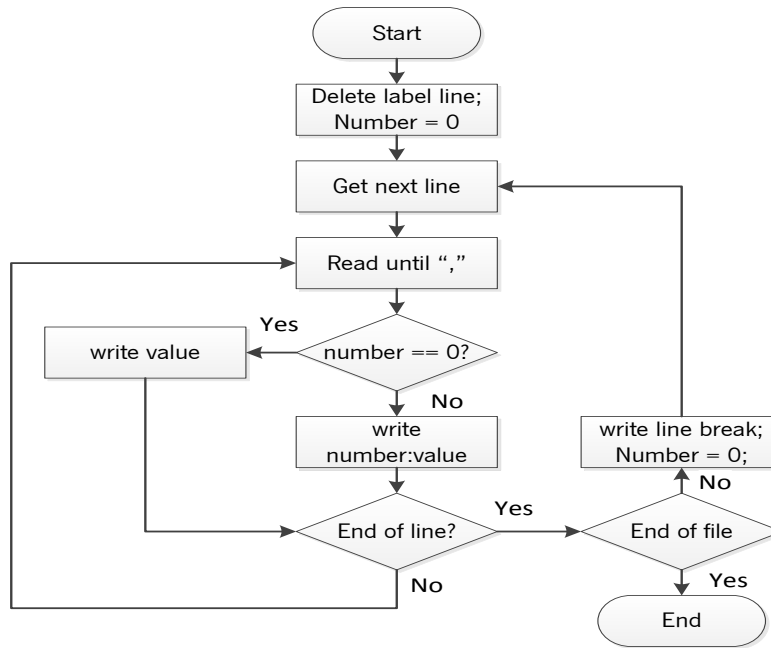 Start
Delete label line;
Number = 0
Get next line
Read until “,”
Yes
write value
number == 0?
No
write
number:value
write line break;
Number = 0;
No
End of line?
Yes
End of file
No
Yes
End